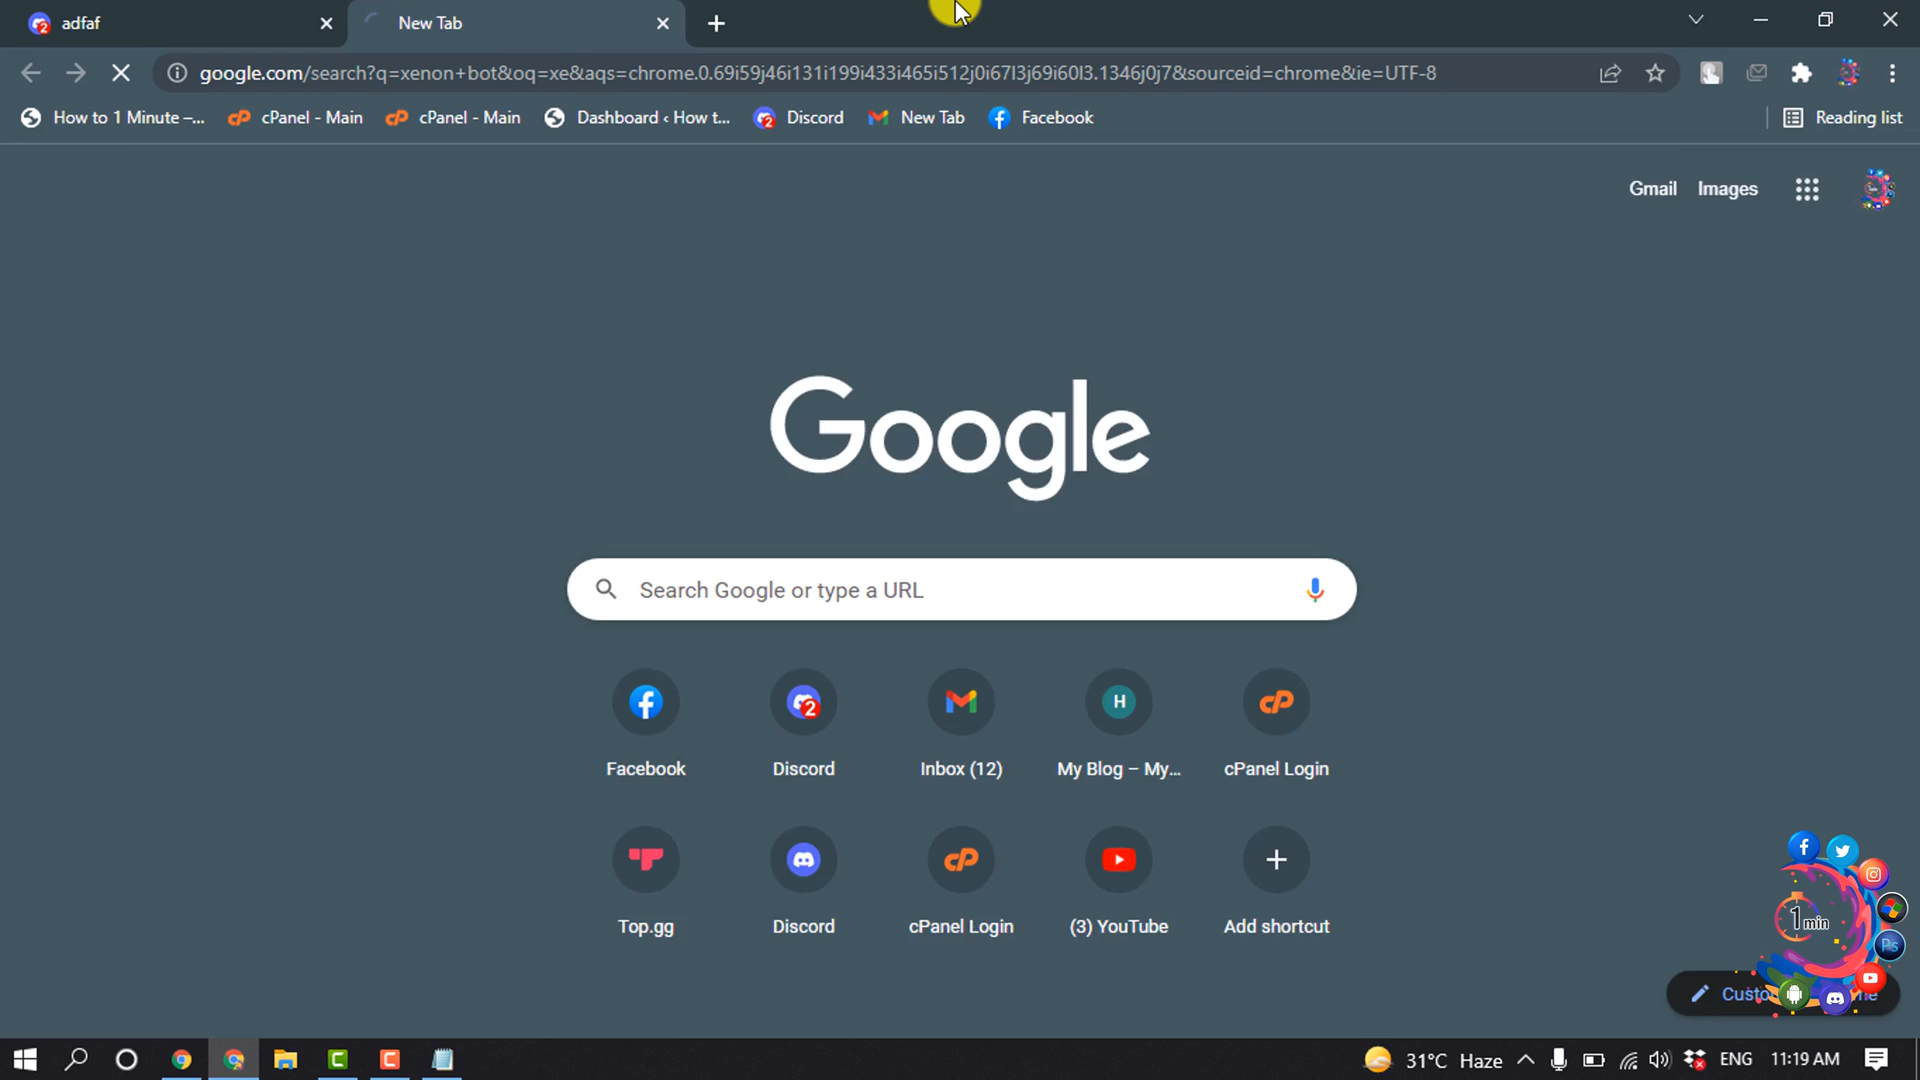 adfaf
New Tab
google.com/search?q=xenon+bot&oq=xe&aqs=chrome.0.69i59j46i131i199i433i465i512j0i67l3j69i60l3.1346j0j7&sourceid=chrome&ie=UTF-8
How to 1 Minute –... cPanel - Main cPanel - Main Dashboard ‹ How t... Discord New Tab Facebook Reading list
Gmail Images
Google
Search Google or type a URL
2 H
Facebook Discord Inbox (12) My Blog – My... cPanel Login
Top.gg Discord cPanel Login (3) YouTube Add shortcut
1 min
Ps
31°C Haze ENG 11:19 AM